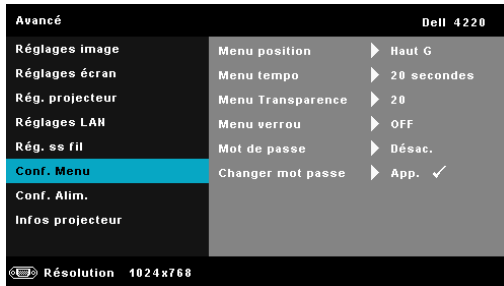 Avancé Dell 4220
Réglages image
Réglages écran
Rég. projecteur
Réglages LAN
Rég. ss fil
Conf. Menu
Conf. Alim.
Infos projecteur
Menu position Haut G
Menu tempo 20 secondes
Menu Transparence 20
Menu verrou OFF
Mot de passe Désac.
Changer mot passe App.
Résolution 1024x768